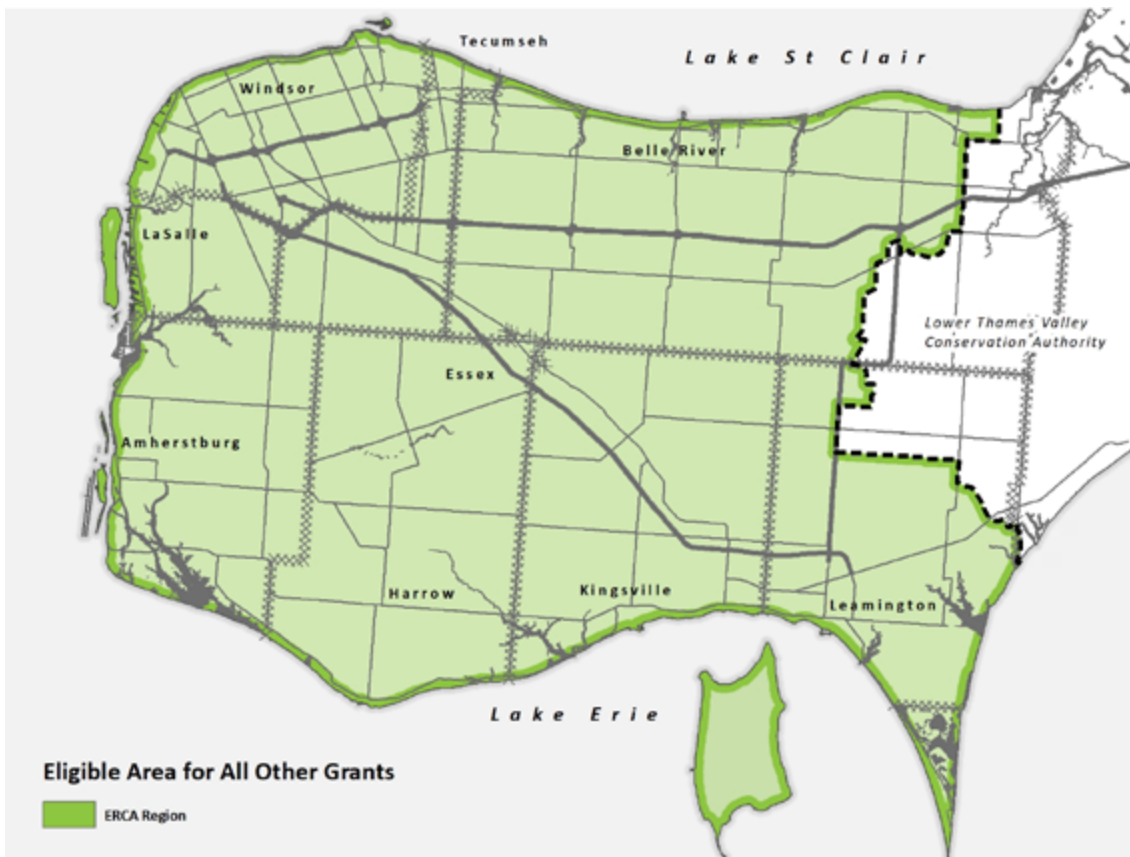 Tecumseh
Lake St Clair
Windsor
Belle River
LaSalle
Lower Thames Valley
Conservation Authority
Essex
Amherstburg
Harrow
Kingsville
Leamington
Lake Erie
Eligible Area for All Other Grants
ERCA Region